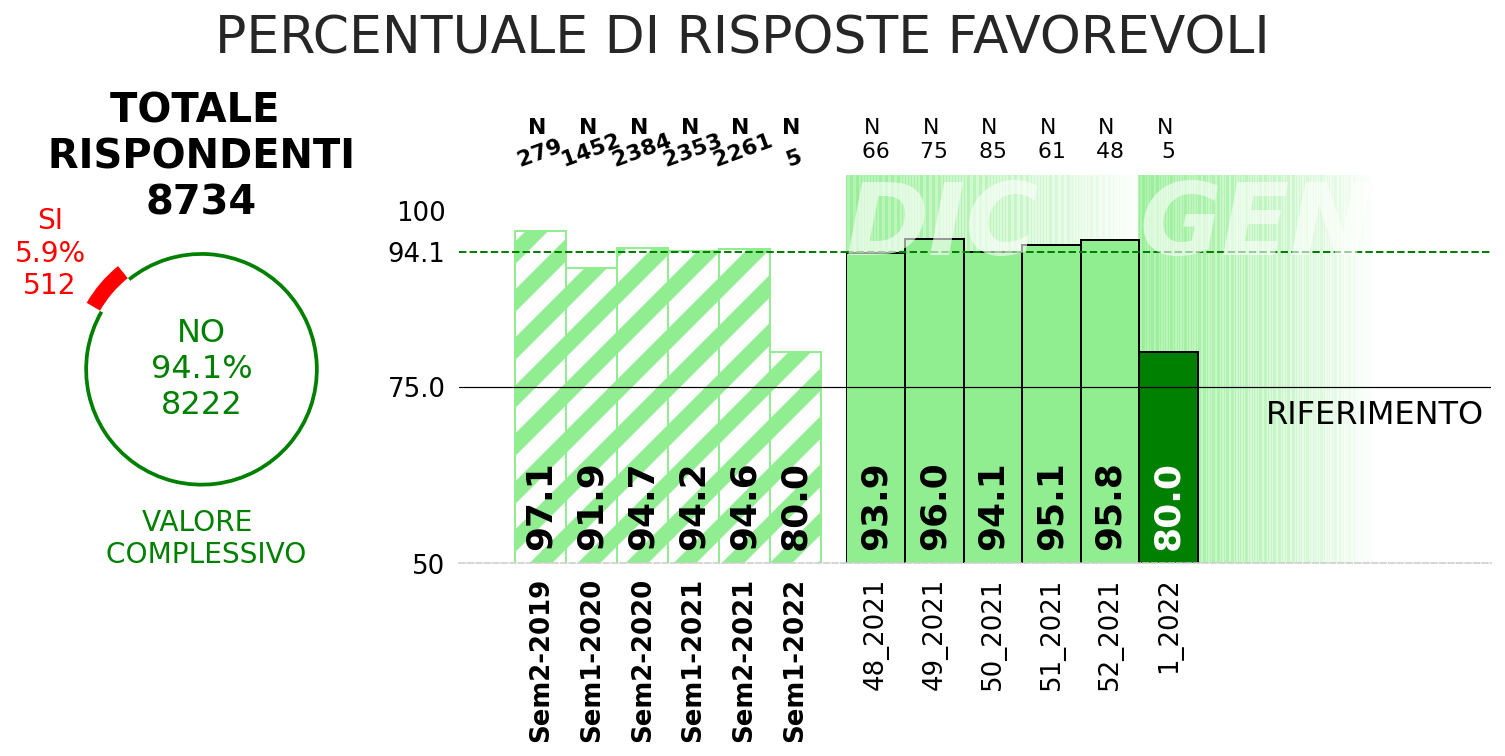 PERCENTUALE DI RISPOSTE FAVOREVOLI
TOTALE
RISPONDENTI
8734
SI
5.9%
512
NO
94.1%
8222
VALORE
COMPLESSIVO
N N N N N N
279 1452 2384 2353 2261 5
N N N N N N
66 75 85 61 48 5
DIC GEN
100
94.1
75.0
50
RIFERIMENTO
97.1 91.9 94.7 94.2 94.6 80.0
93.9 96.0 94.1 95.1 95.8 80.0
Sem2-2019 Sem1-2020 Sem2-2020 Sem1-2021 Sem2-2021 Sem1-2022
48_2021 49_2021 50_2021 51_2021 52_2021 1_2022